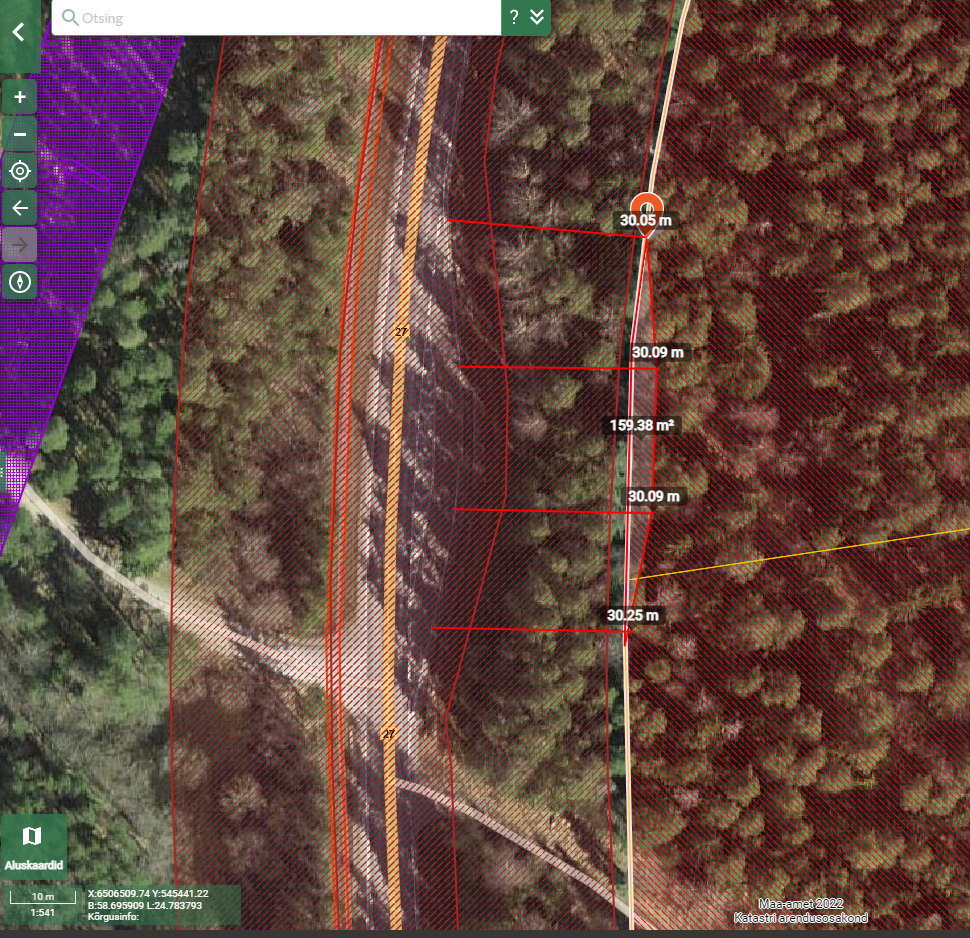 Otsing
?
30.05 m
27
30.09 m
159.38 m²
30.09 m
30.25 m
27
Aluskaardid
10 m
1:541
X:6506509.74 Y:545441.22
B:58.695909 L:24.783793
Kõrgusinfo:
Maa-amet 2022
Katastri arendusosakond